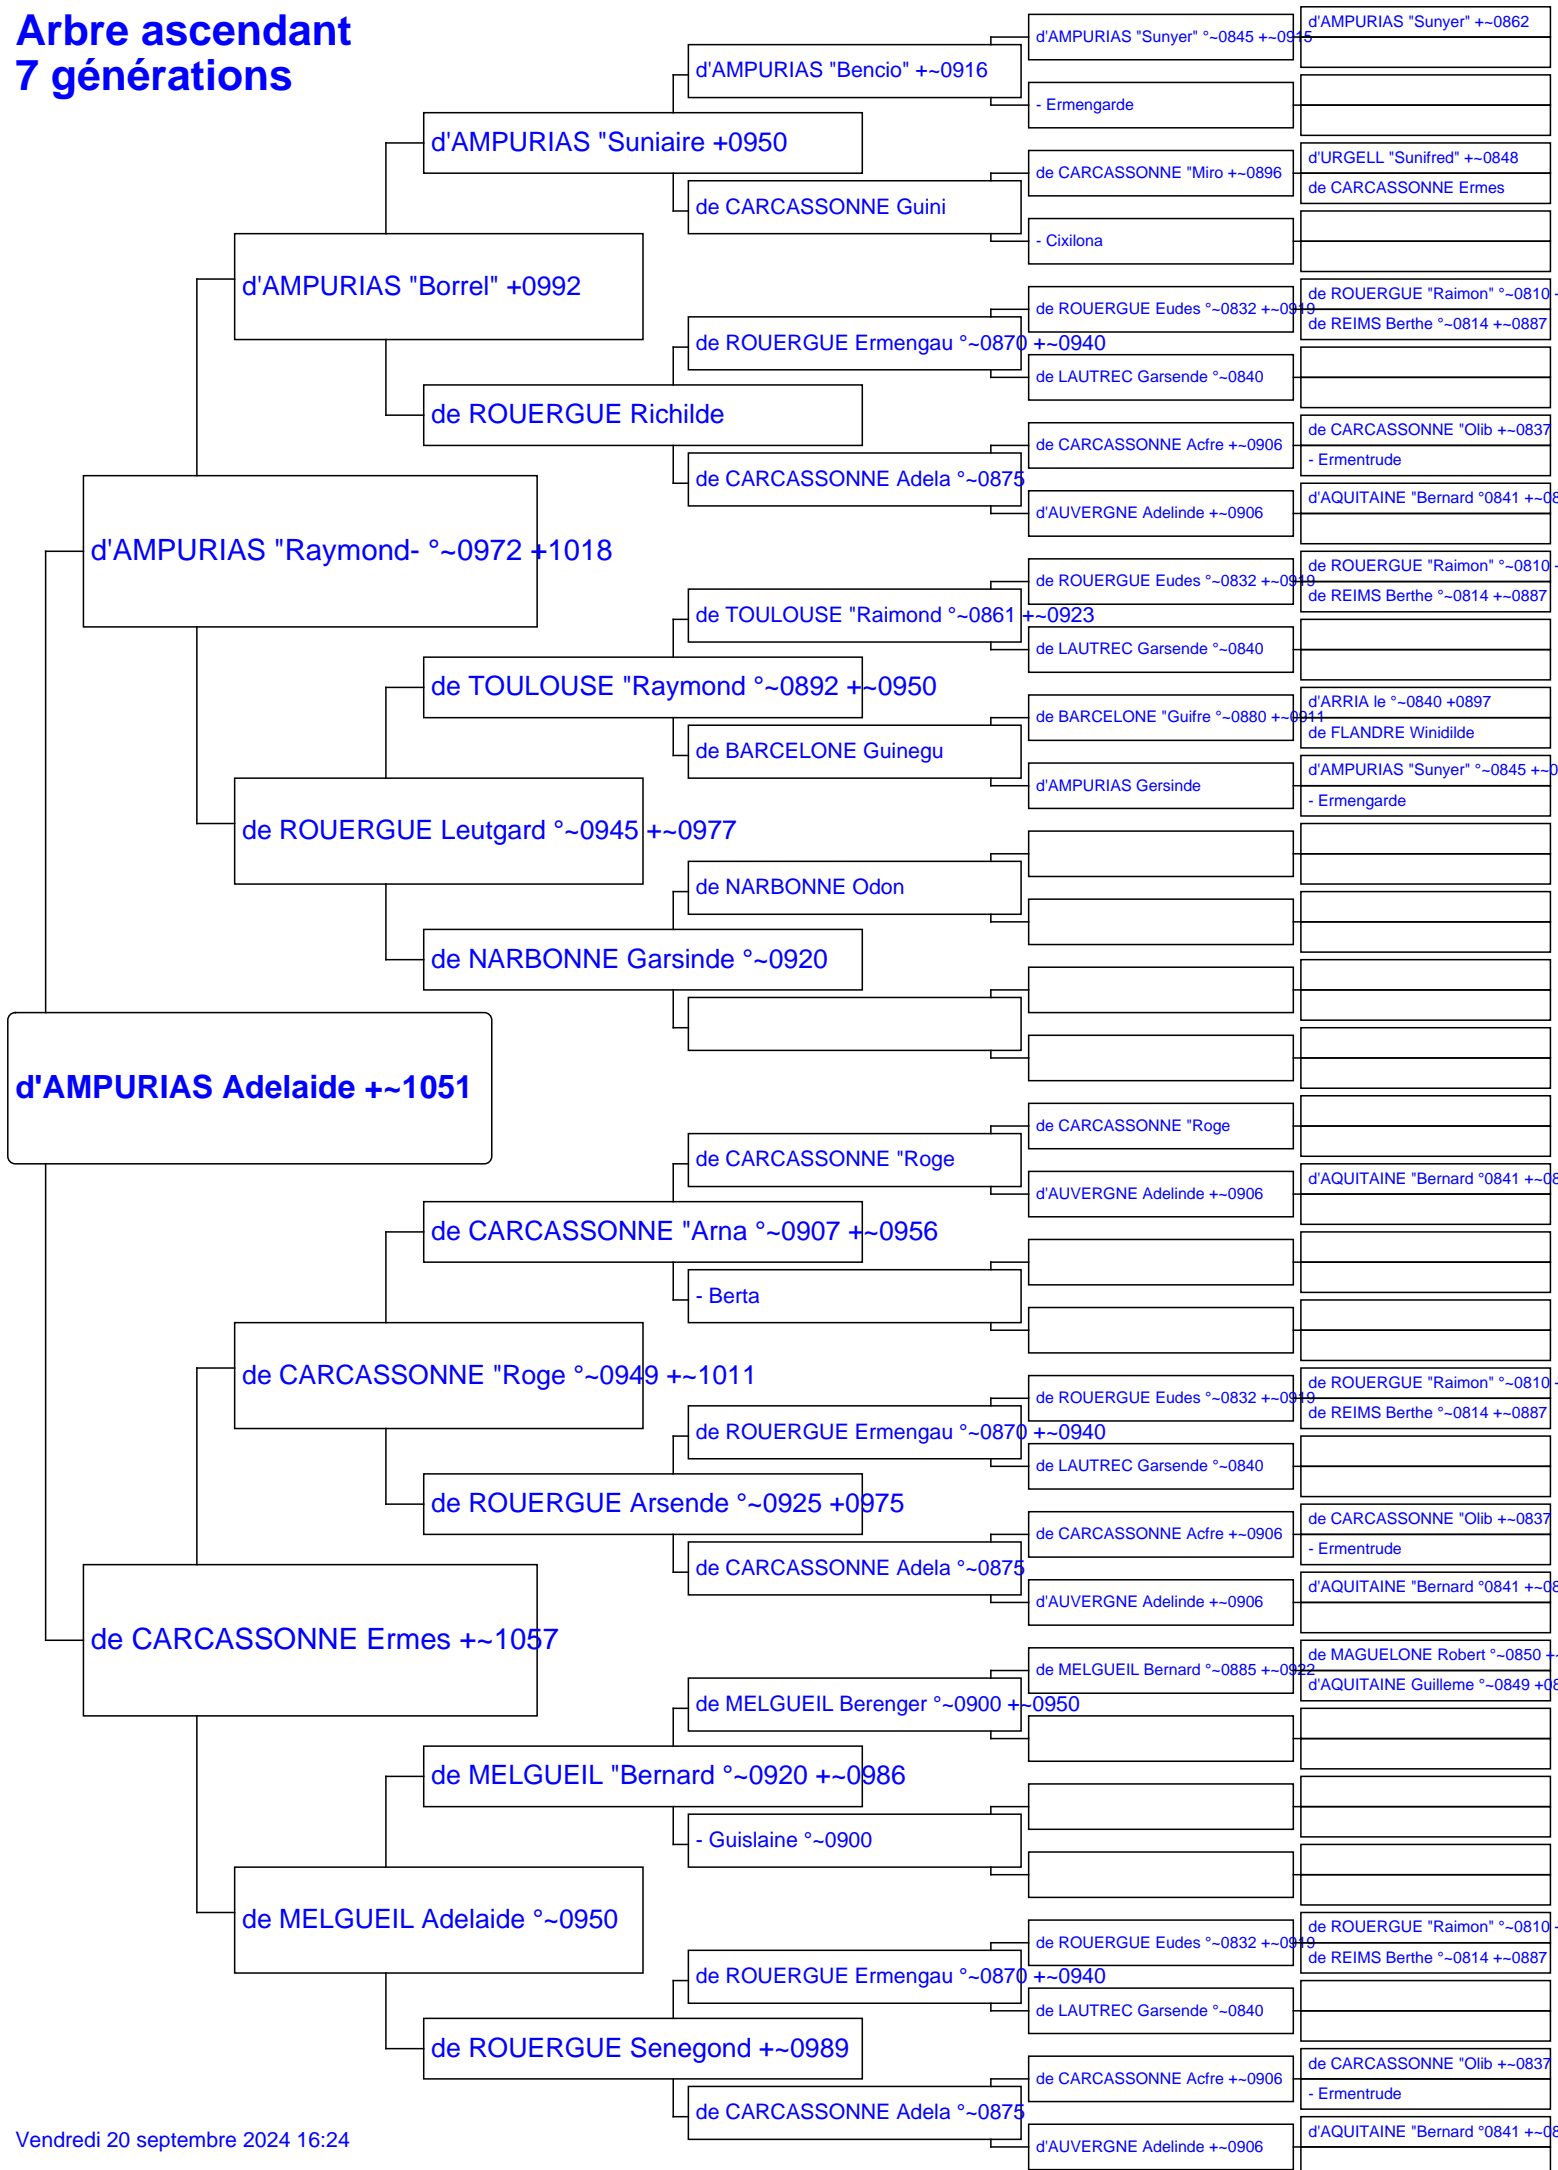 Arbre ascendant
7 générations
d'AMPURIAS Adelaide +~1051
d'AMPURIAS "Raymond- °~0972 +1018
de CARCASSONNE Ermes +~1057
d'AMPURIAS "Borrel" +0992
de ROUERGUE Leutgard °~0945 +~0977
de CARCASSONNE "Roge °~0949 +~1011
de MELGUEIL Adelaide °~0950
d'AMPURIAS "Suniaire +0950
de ROUERGUE Richilde
de TOULOUSE "Raymond °~0892 +~0950
de NARBONNE Garsinde °~0920
de CARCASSONNE "Arna °~0907 +~0956
de ROUERGUE Arsende °~0925 +0975
de MELGUEIL "Bernard °~0920 +~0986
de ROUERGUE Senegond +~0989
d'AMPURIAS "Bencio" +~0916
de CARCASSONNE Guini
de ROUERGUE Ermengau °~0870 +~0940
de CARCASSONNE Adela °~0875
de TOULOUSE "Raimond °~0861 +~0923
de BARCELONE Guinegu
de NARBONNE Odon
de CARCASSONNE "Roge
- Berta
de ROUERGUE Ermengau °~0870 +~0940
de CARCASSONNE Adela °~0875
de MELGUEIL Berenger °~0900 +~0950
- Guislaine °~0900
de ROUERGUE Ermengau °~0870 +~0940
de CARCASSONNE Adela °~0875
d'AMPURIAS "Sunyer" °~0845 +~0915
- Ermengarde
de CARCASSONNE "Miro +~0896
- Cixilona
de ROUERGUE Eudes °~0832 +~0919
de LAUTREC Garsende °~0840
de CARCASSONNE Acfre +~0906
d'AUVERGNE Adelinde +~0906
de ROUERGUE Eudes °~0832 +~0919
de LAUTREC Garsende °~0840
de BARCELONE "Guifre °~0880 +~0911
d'AMPURIAS Gersinde
de CARCASSONNE "Roge
d'AUVERGNE Adelinde +~0906
de ROUERGUE Eudes °~0832 +~0919
de LAUTREC Garsende °~0840
de CARCASSONNE Acfre +~0906
d'AUVERGNE Adelinde +~0906
de MELGUEIL Bernard °~0885 +~0922
de ROUERGUE Eudes °~0832 +~0919
de LAUTREC Garsende °~0840
de CARCASSONNE Acfre +~0906
d'AUVERGNE Adelinde +~0906
d'AMPURIAS "Sunyer" +~0862
d'URGELL "Sunifred" +~0848
de CARCASSONNE Ermes
de ROUERGUE "Raimon" °~0810
de REIMS Berthe °~0814 +~0887
de CARCASSONNE "Olib +~0837
- Ermentrude
d'AQUITAINE "Bernard °0841 +~08
de ROUERGUE "Raimon" °~0810
de REIMS Berthe °~0814 +~0887
d'ARRIA le °~0840 +0897
de FLANDRE Winidilde
d'AMPURIAS "Sunyer" °~0845 +~0
- Ermengarde
d'AQUITAINE "Bernard °0841 +~08
de ROUERGUE "Raimon" °~0810
de REIMS Berthe °~0814 +~0887
de CARCASSONNE "Olib +~0837
- Ermentrude
d'AQUITAINE "Bernard °0841 +~08
de MAGUELONE Robert °~0850 +~
d'AQUITAINE Guilleme °~0849 +08
de ROUERGUE "Raimon" °~0810
de REIMS Berthe °~0814 +~0887
de CARCASSONNE "Olib +~0837
- Ermentrude
d'AQUITAINE "Bernard °0841 +~08
Vendredi 20 septembre 2024 16:24